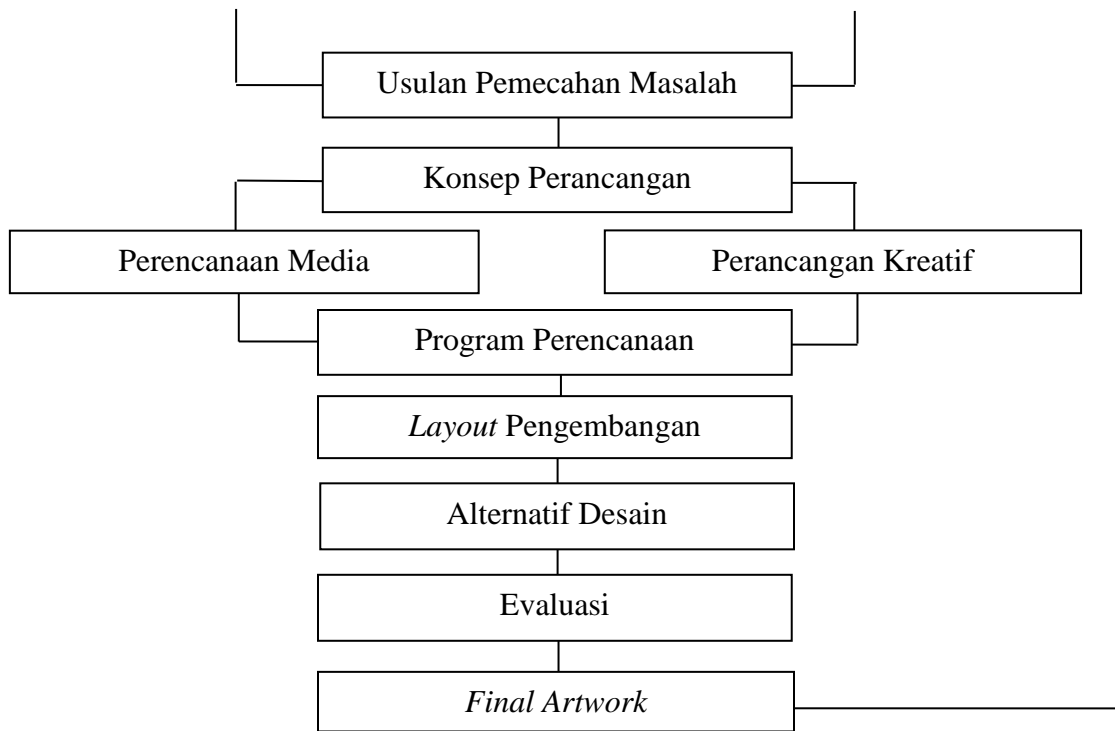 Usulan Pemecahan Masalah
Konsep Perancangan
Perencanaan Media
Perancangan Kreatif
Program Perencanaan
Layout Pengembangan
Alternatif Desain
Evaluasi
Final Artwork